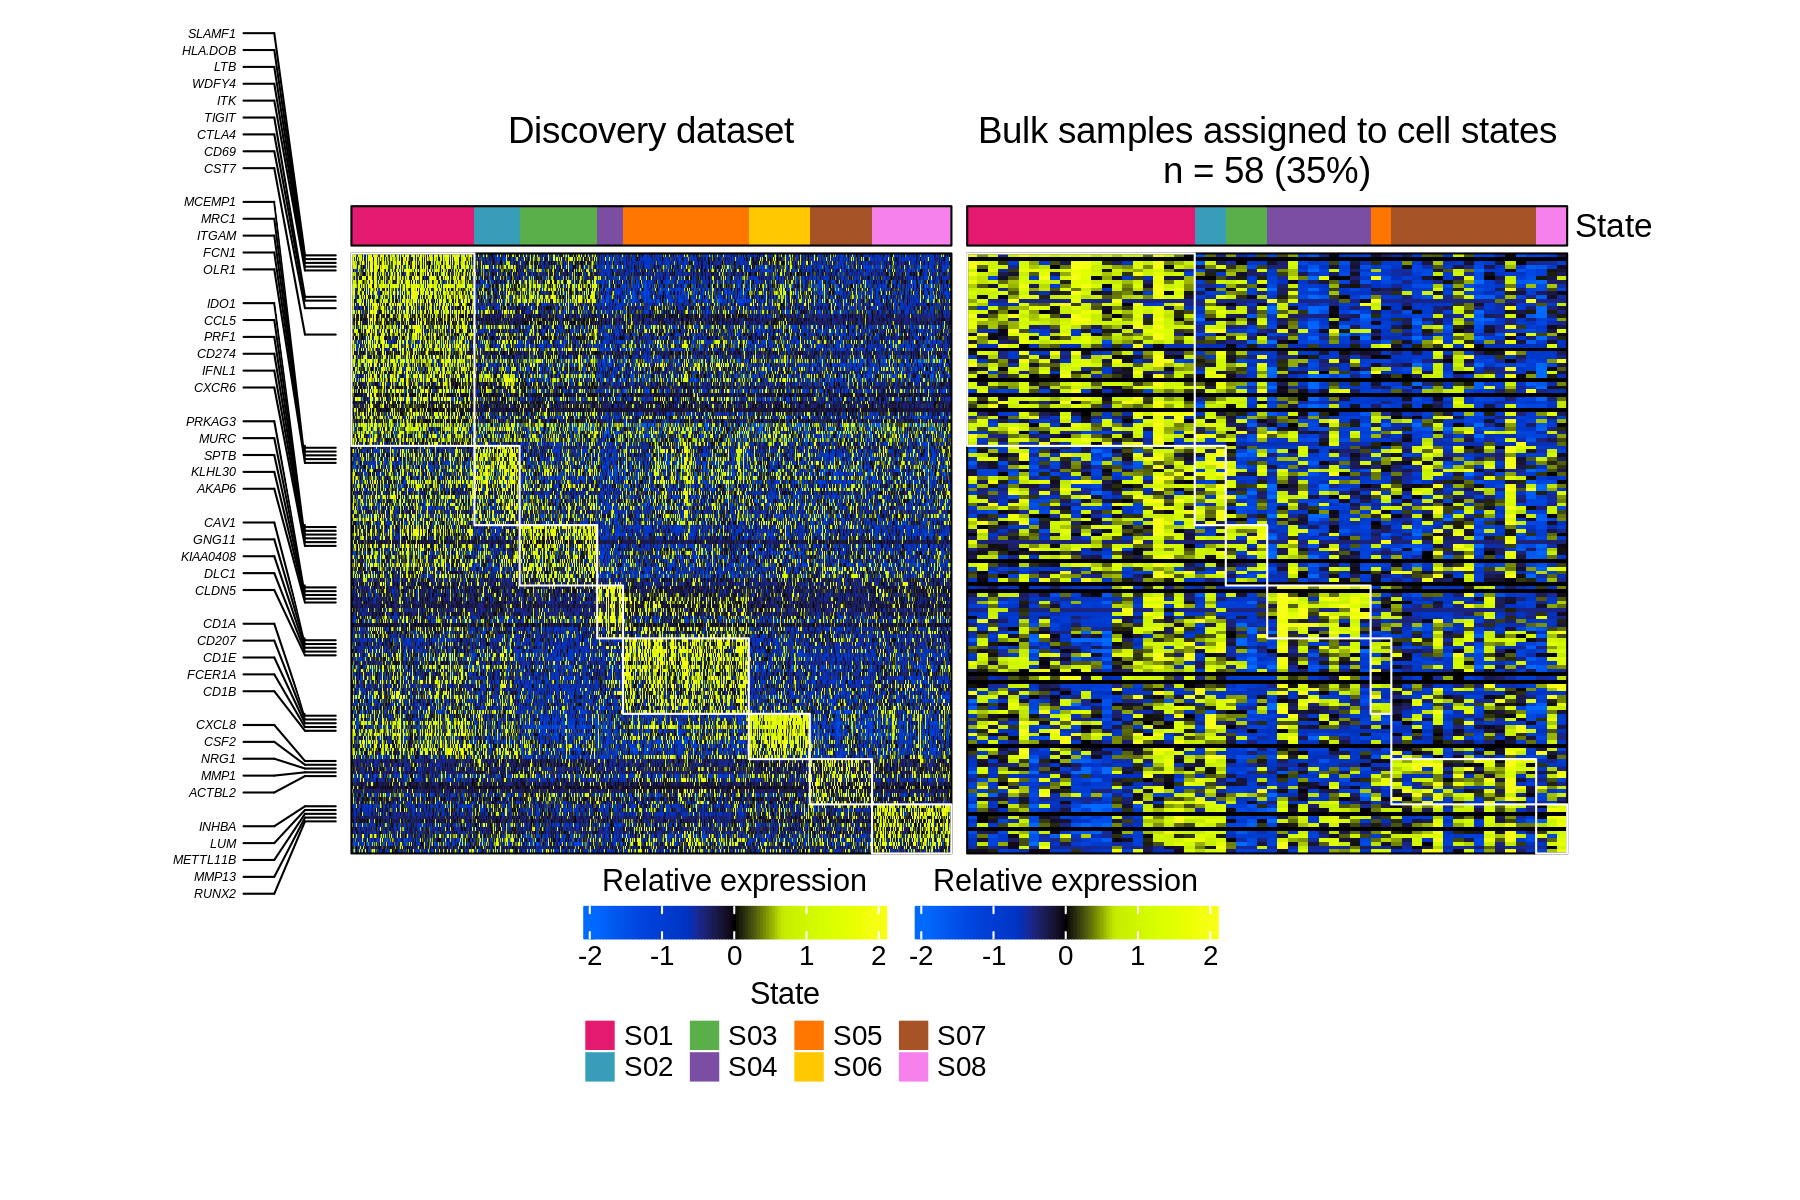 SLAMF1
HLA.DOB
LTB
WDFY4
ITK
TIGIT
CTLA4
CD69
CST7
MCEMP1
MRC1
ITGAM
FCN1
OLR1
IDO1
CCL5
PRF1
CD274
IFNL1
CXCR6
PRKAG3
MURC
SPTB
KLHL30
AKAP6
CAV1
GNG11
KIAA0408
DLC1
CLDN5
CD1A
CD207
CD1E
FCER1A
CD1B
CXCL8
CSF2
NRG1
MMP1
ACTBL2
INHBA
LUM
METTL11B
MMP13
RUNX2
Discovery dataset
Bulk samples assigned to cell states
n = 58 (35%)
State
Relative expression
-2 -1 0 1 2
Relative expression
-2 -1 0 1 2
State
S01 S03 S05 S07
S02 S04 S06 S08